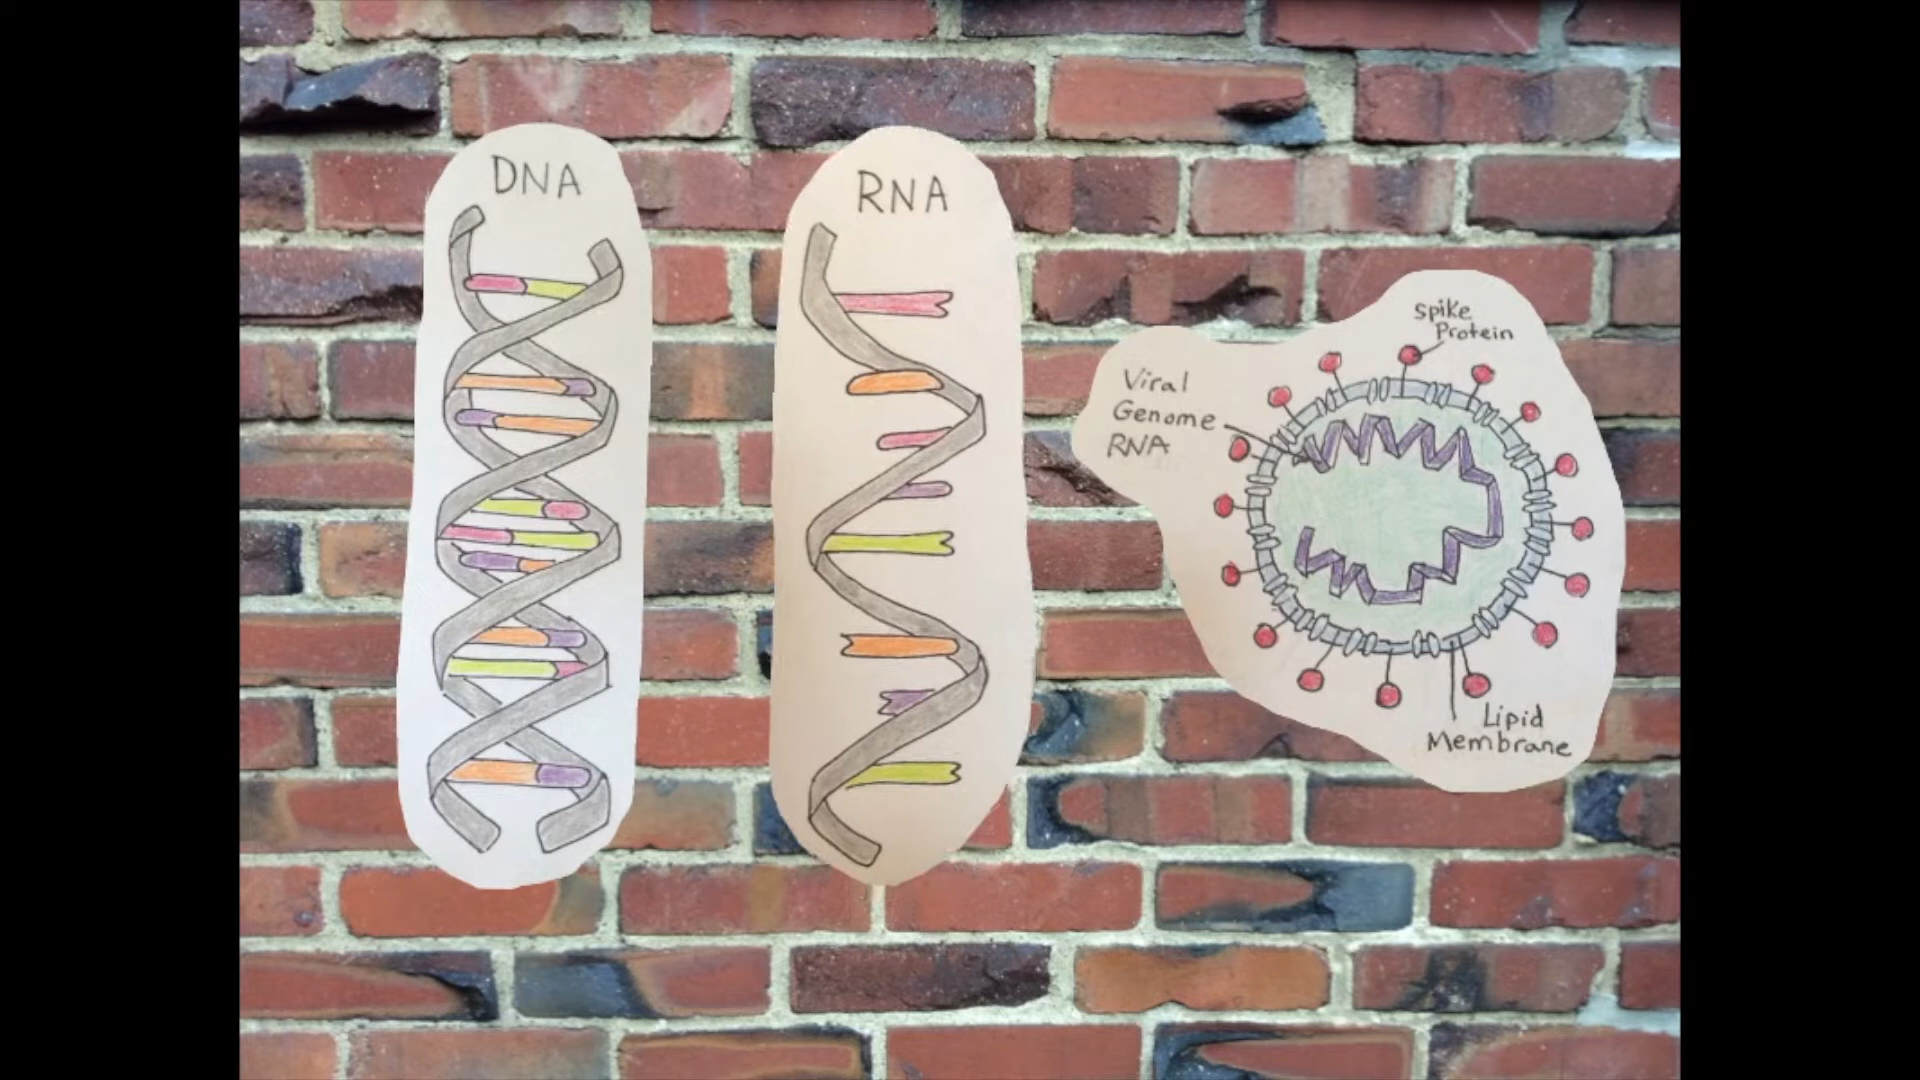 DNA
RNA
Spike
Protein
Viral
Genome
RNA
Lipid
Membrane